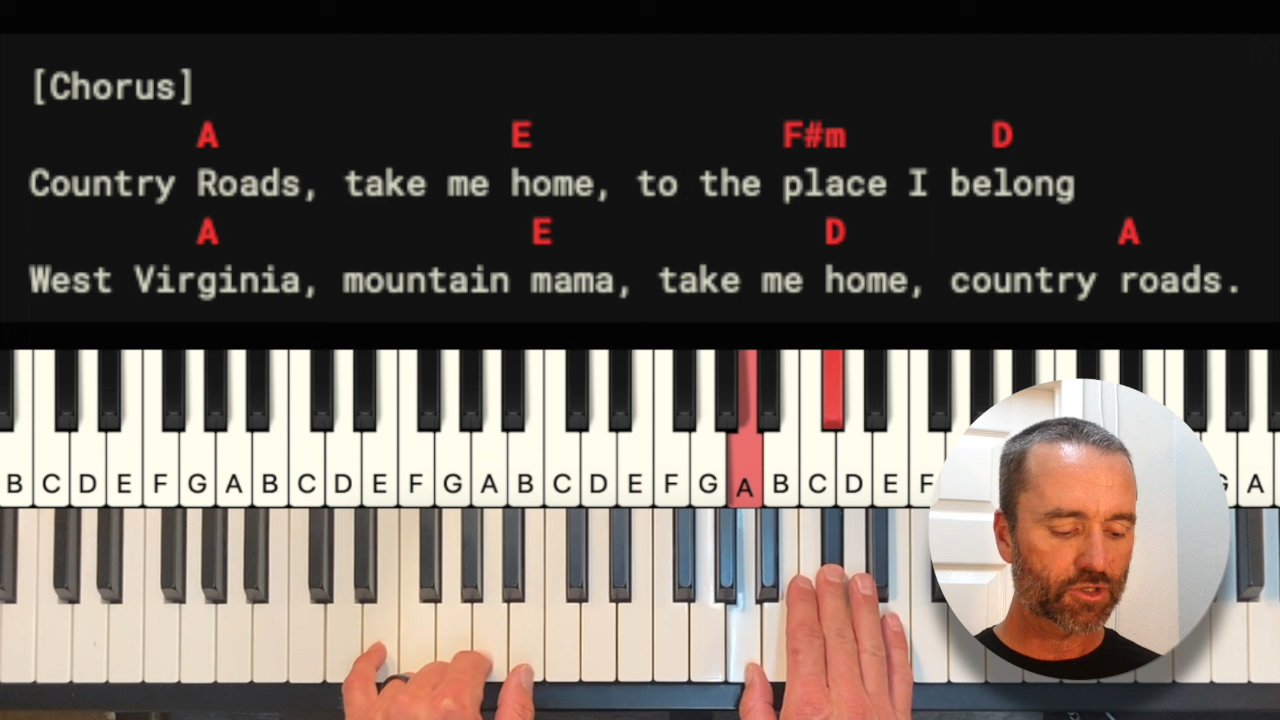 [Chorus]
A E F#m D
Country Roads, take me home, to the place I belong
A E D A
West Virginia, mountain mama, take me home, country roads.
B C D E F G A B C D E F G A B C D E F G A B C D E F G A